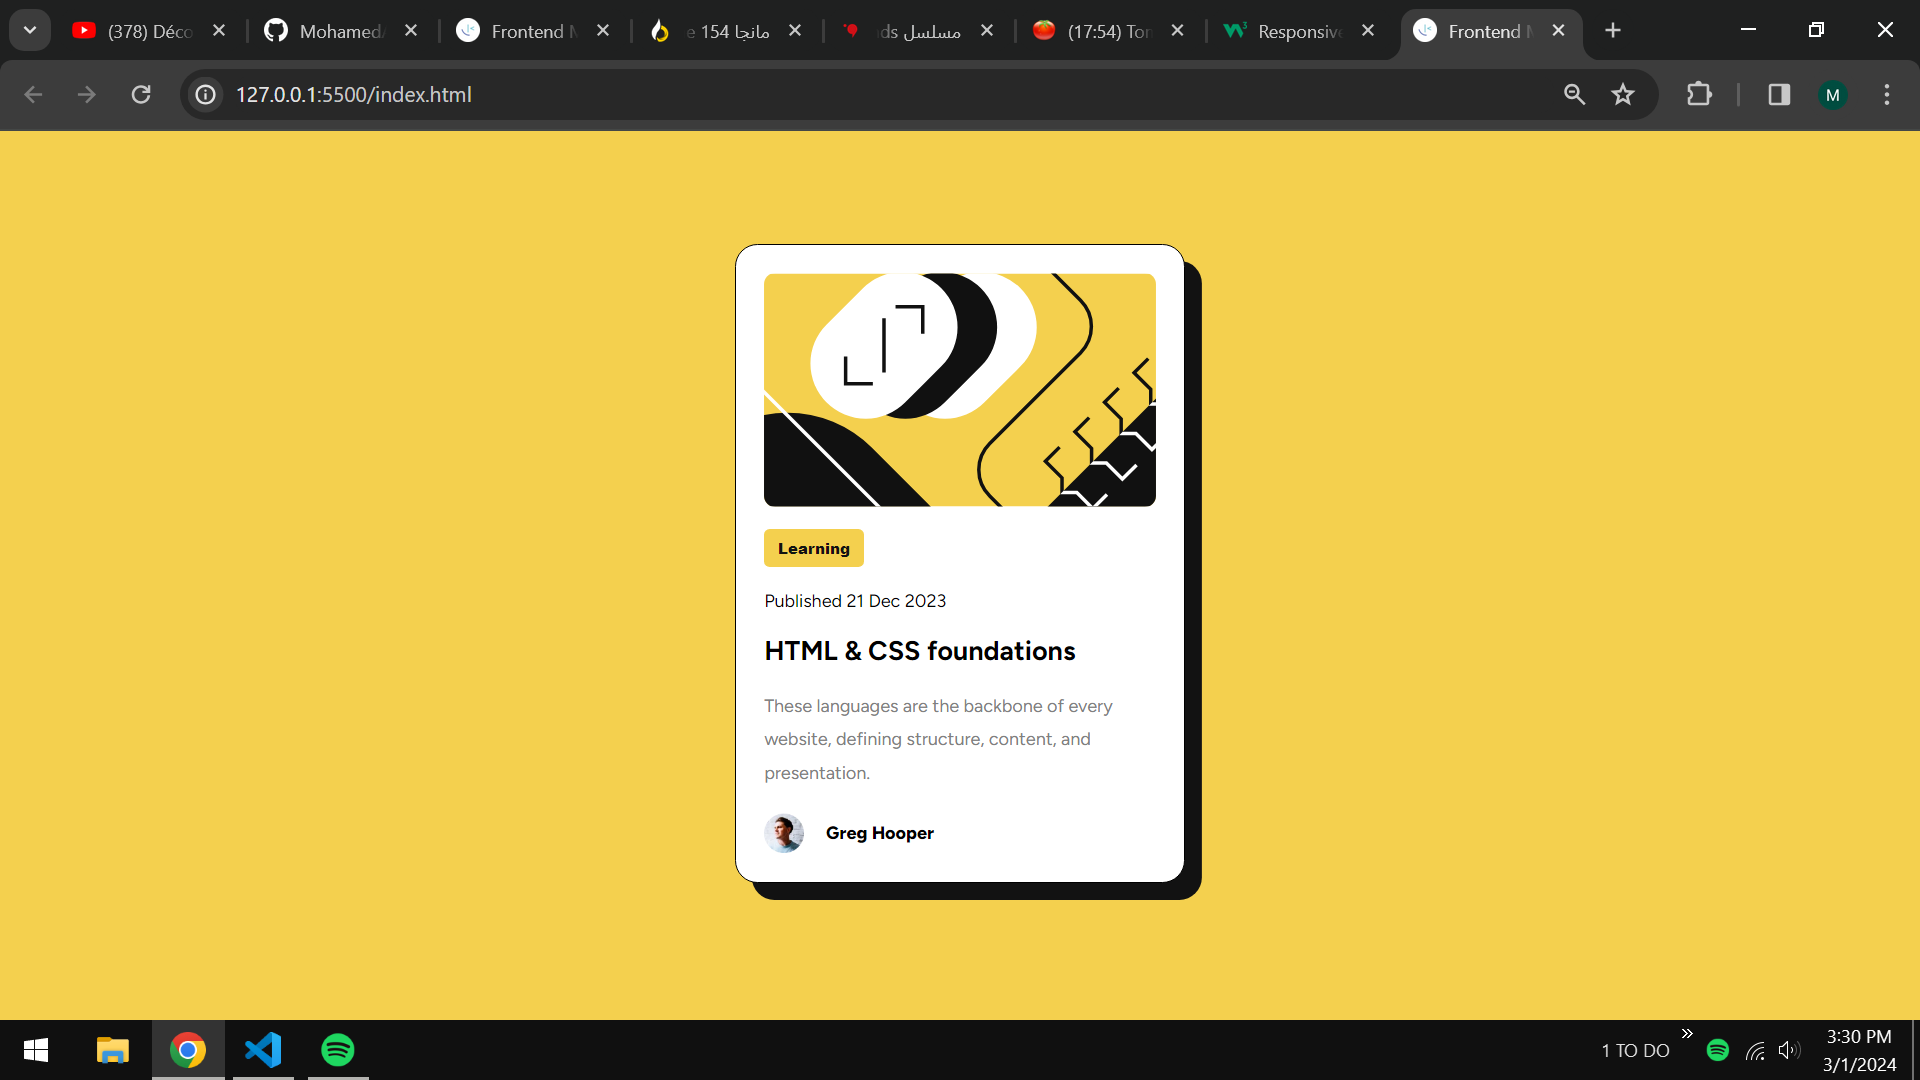 (378) Déco
Mohamed
Frontend
مانجا 154
مسلسل
(17:54) Tom
Responsive
Frontend
127.0.0.1:5500/index.html
M
Learning
Published 21 Dec 2023
HTML & CSS foundations
These languages are the backbone of every
website, defining structure, content, and
presentation.
Greg Hooper
1 TO DO
3:30 PM
3/1/2024